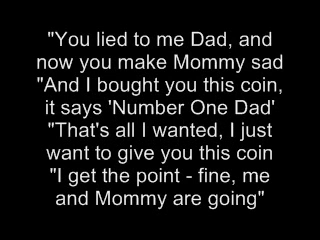 "You lied to me Dad, and
now you make Mommy sad
"And I bought you this coin,
it says 'Number One Dad'
"That's all I wanted, I just
want to give you this coin
"I get the point - fine, me
and Mommy are going"